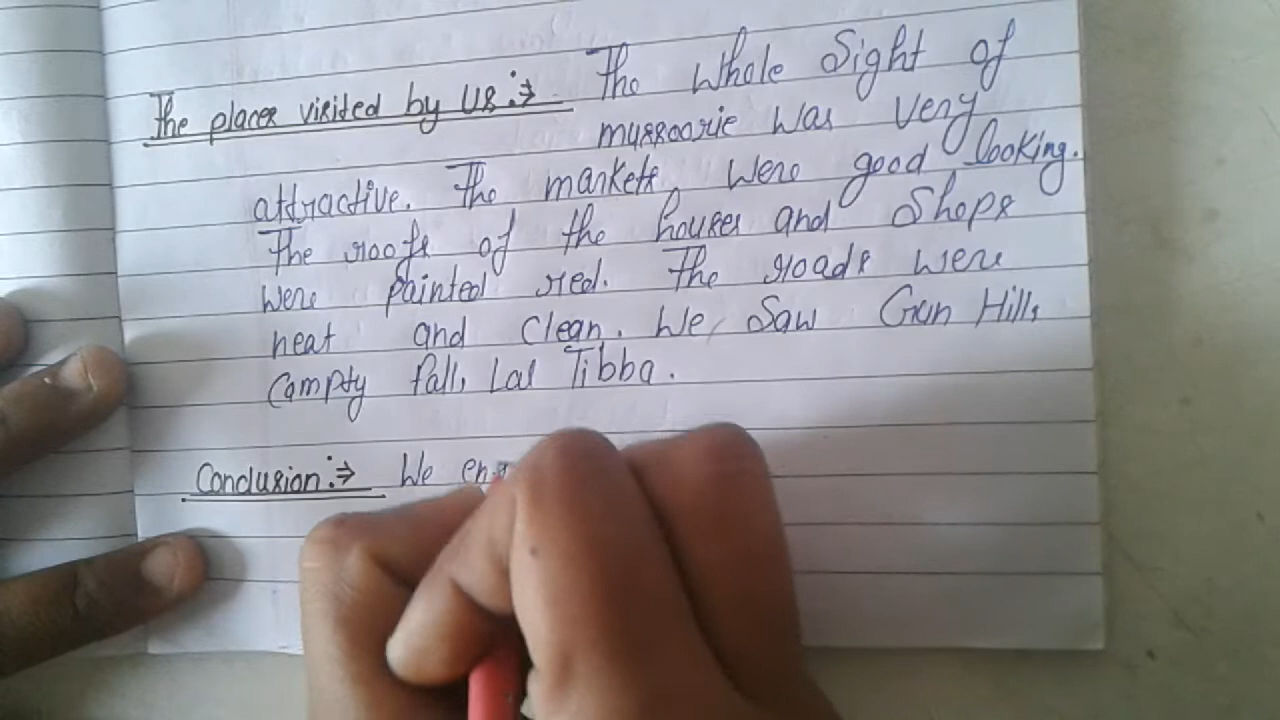 The places visited by us :⇒ The whole Sight of
mussoorie was very
attractive. The markets were good looking.
The roofs of the houses and Shops
were painted red. The roads were
neat and clean. We saw Gun Hill,
Campty fall, Lal Tibba.
Conclusion :⇒ We en